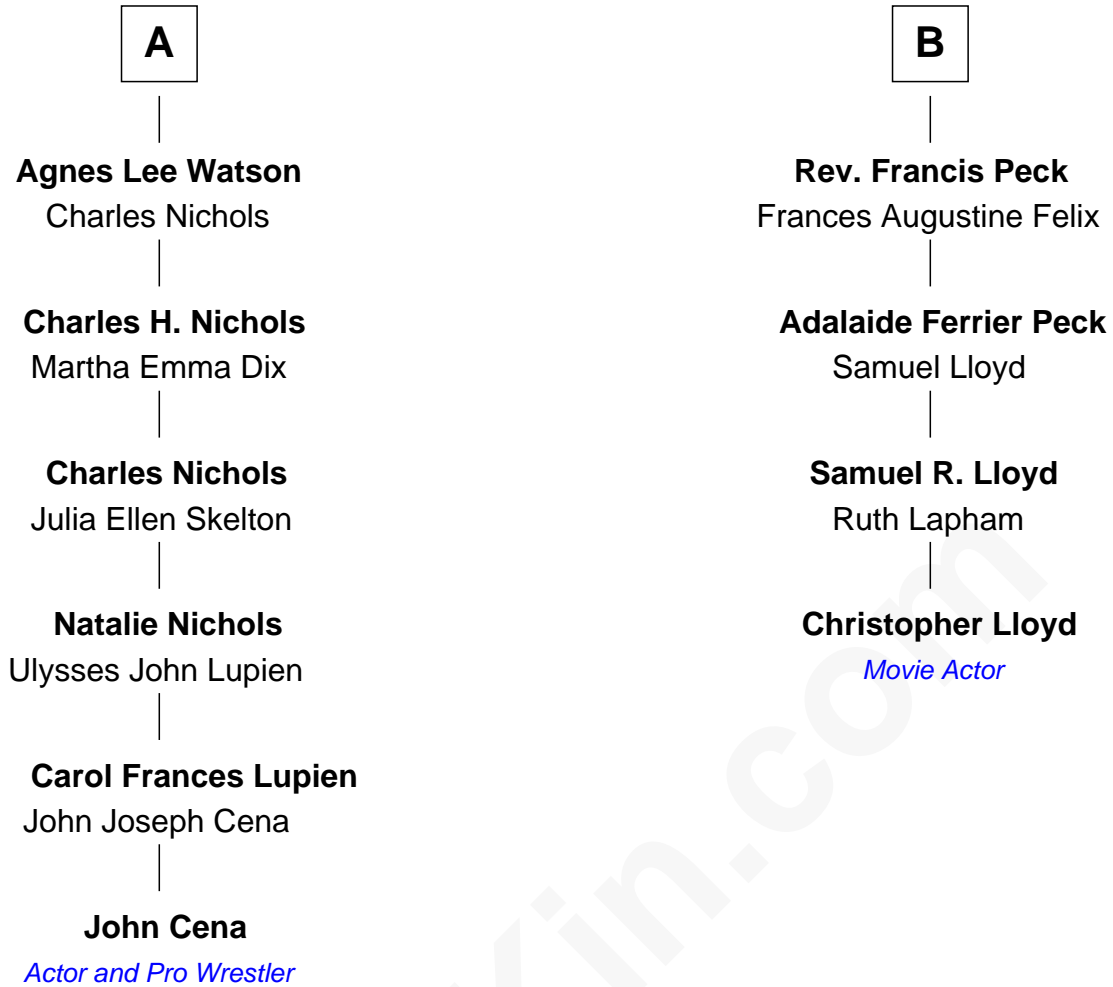 A
Agnes Lee Watson
Charles Nichols
Charles H. Nichols
Martha Emma Dix
Charles Nichols
Julia Ellen Skelton
Natalie Nichols
Ulysses John Lupien
Carol Frances Lupien
John Joseph Cena
John Cena
Actor and Pro Wrestler
B
Rev. Francis Peck
Frances Augustine Felix
Adalaide Ferrier Peck
Samuel Lloyd
Samuel R. Lloyd
Ruth Lapham
Christopher Lloyd
Movie Actor
Kin.com